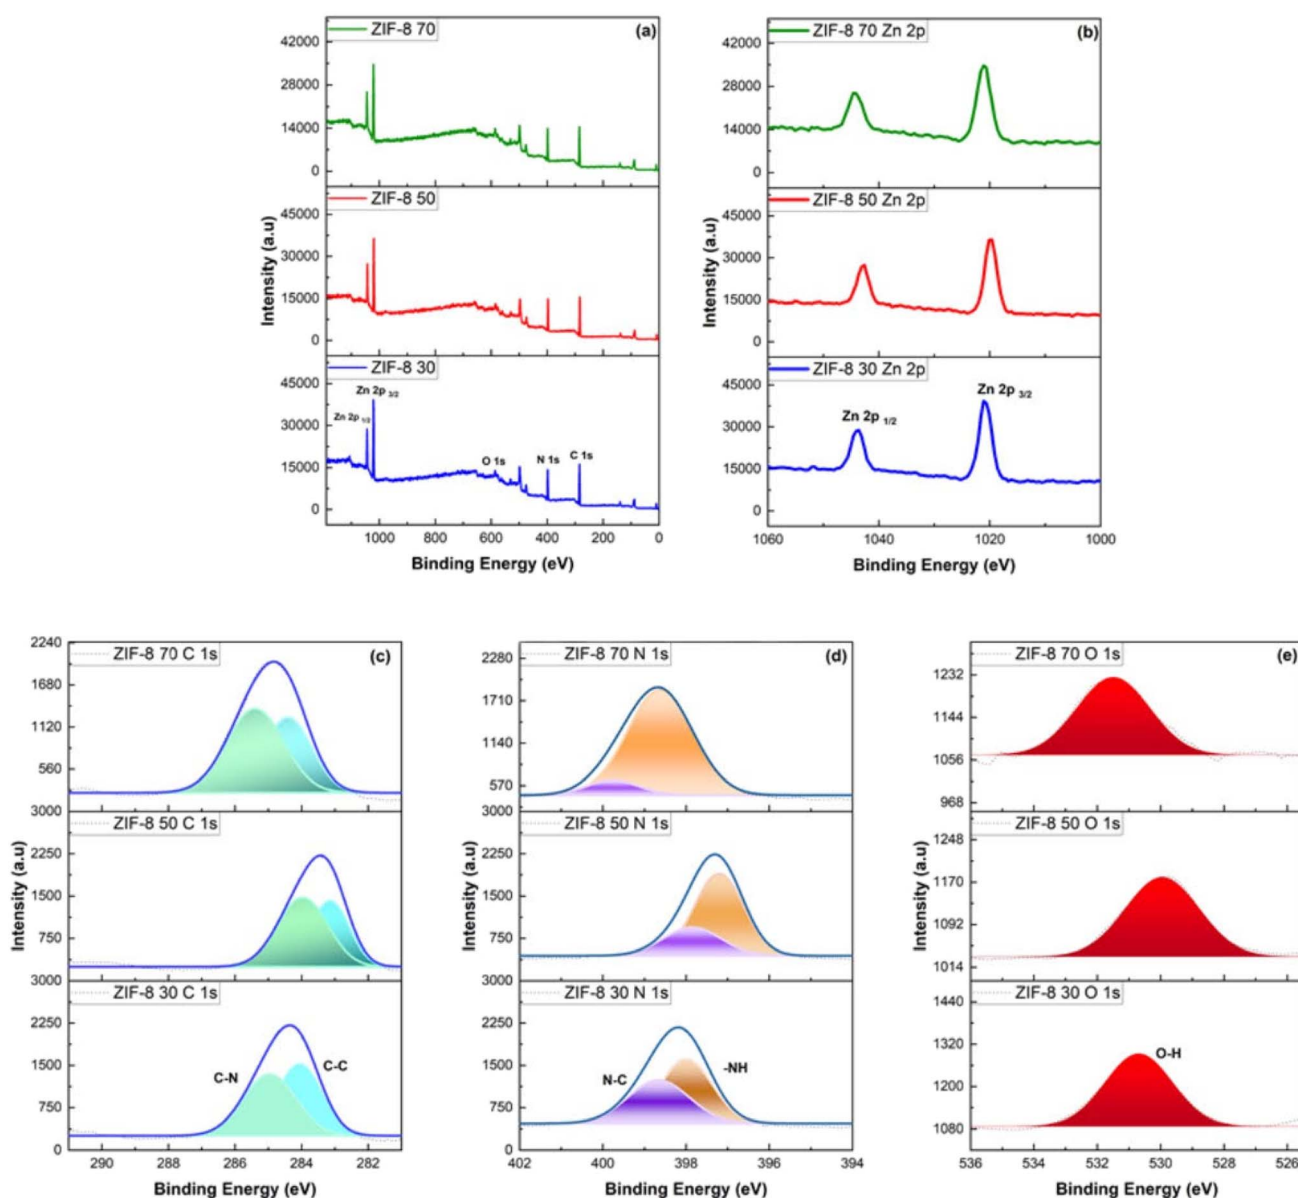 ZIF-8 70
(a)
42000
28000
14000
0
ZIF-8 50
45000
30000
15000
0
ZIF-8 30
45000
30000
15000
0
Zn 2p 3/2
Zn 2p 1/2
O 1s
N 1s
C 1s
Intensity (a.u)
1000
800
600
400
200
0
Binding Energy (eV)
ZIF-8 70 Zn 2p
(b)
42000
28000
14000
0
ZIF-8 50 Zn 2p
45000
30000
15000
0
ZIF-8 30 Zn 2p
45000
30000
15000
0
Zn 2p 1/2
Zn 2p 3/2
Intensity (a.u)
1060
1040
1020
1000
Binding Energy (eV)
ZIF-8 70 C 1s
(c)
2240
1680
1120
560
3000
ZIF-8 50 C 1s
2250
1500
750
3000
ZIF-8 30 C 1s
2250
1500
750
0
C-N
C-C
Intensity (a.u)
290
288
286
284
282
Binding Energy (eV)
ZIF-8 70 N 1s
(d)
2280
1710
1140
570
3000
ZIF-8 50 N 1s
2250
1500
750
3000
ZIF-8 30 N 1s
2250
1500
750
0
N-C
-NH
Intensity (a.u)
402
400
398
396
394
Binding Energy (eV)
ZIF-8 70 O 1s
(e)
1232
1144
1056
968
ZIF-8 50 O 1s
1248
1170
1092
1014
ZIF-8 30 O 1s
1440
1320
1200
1080
O-H
Intensity (a.u)
536
534
532
530
528
526
Binding Energy (eV)